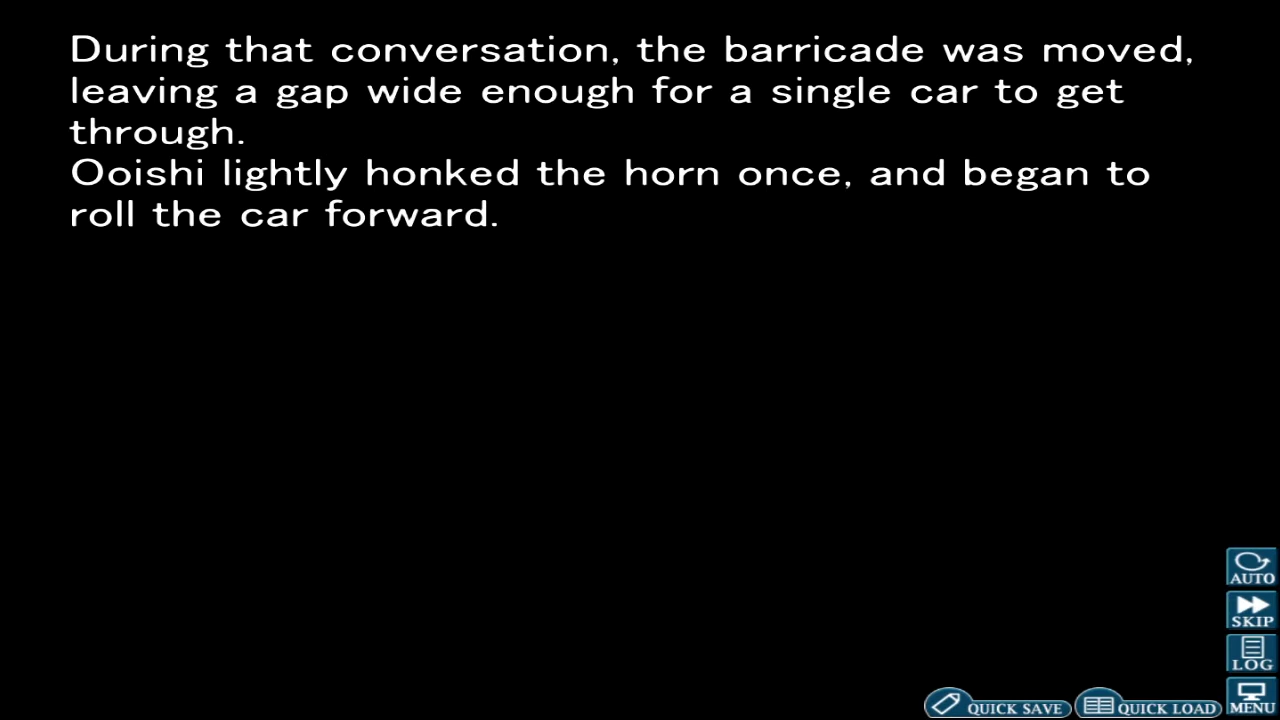 During that conversation, the barricade was moved,
leaving a gap wide enough for a single car to get
through.
Ooishi lightly honked the horn once, and began to
roll the car forward.
AUTO
SKIP
LOG
QUICK SAVE
QUICK LOAD
MENU